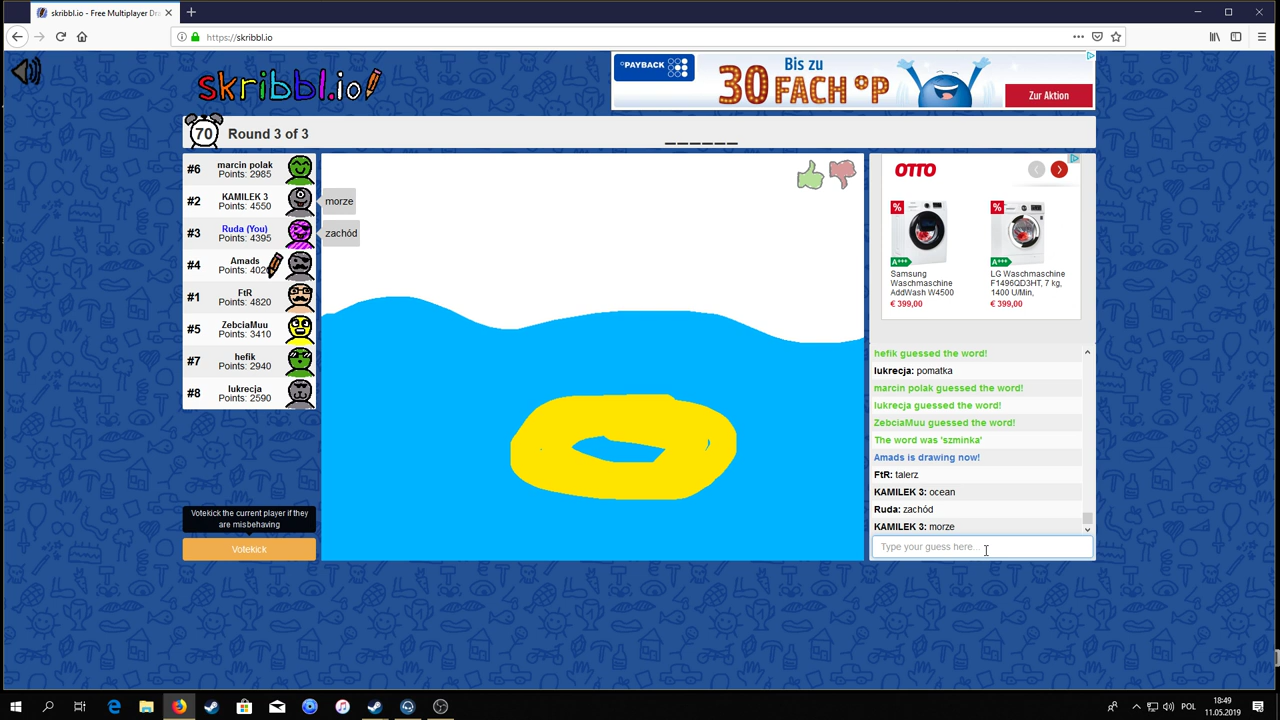 skribbl.io - Free Multiplayer Dra
https://skribbl.io
skribbl.io!
°PAYBACK
Bis zu
30 FACH °P
Zur Aktion
70
Round 3 of 3
______
#6
marcin polak
Points: 2985
#2
KAMILEK 3
Points: 4550
morze
#3
Ruda (You)
Points: 4395
zachód
#4
Amads
Points: 402
#1
FtR
Points: 4820
#5
ZebciaMuu
Points: 3410
#7
hefik
Points: 2940
#8
lukrecja
Points: 2590
Votekick the current player if they
are misbehaving
Votekick
OTTO
%
%
A+++
A+++
Samsung
Waschmaschine
AddWash W4500
€ 399,00
LG Waschmaschine
F1496QD3HT, 7 kg,
1400 U/Min,
€ 399,00
hefik guessed the word!
lukrecja: pomatka
marcin polak guessed the word!
lukrecja guessed the word!
ZebciaMuu guessed the word!
The word was 'szminka'
Amads is drawing now!
FtR: talerz
KAMILEK 3: ocean
Ruda: zachód
KAMILEK 3: morze
Type your guess here...
POL
18:49
11.05.2019